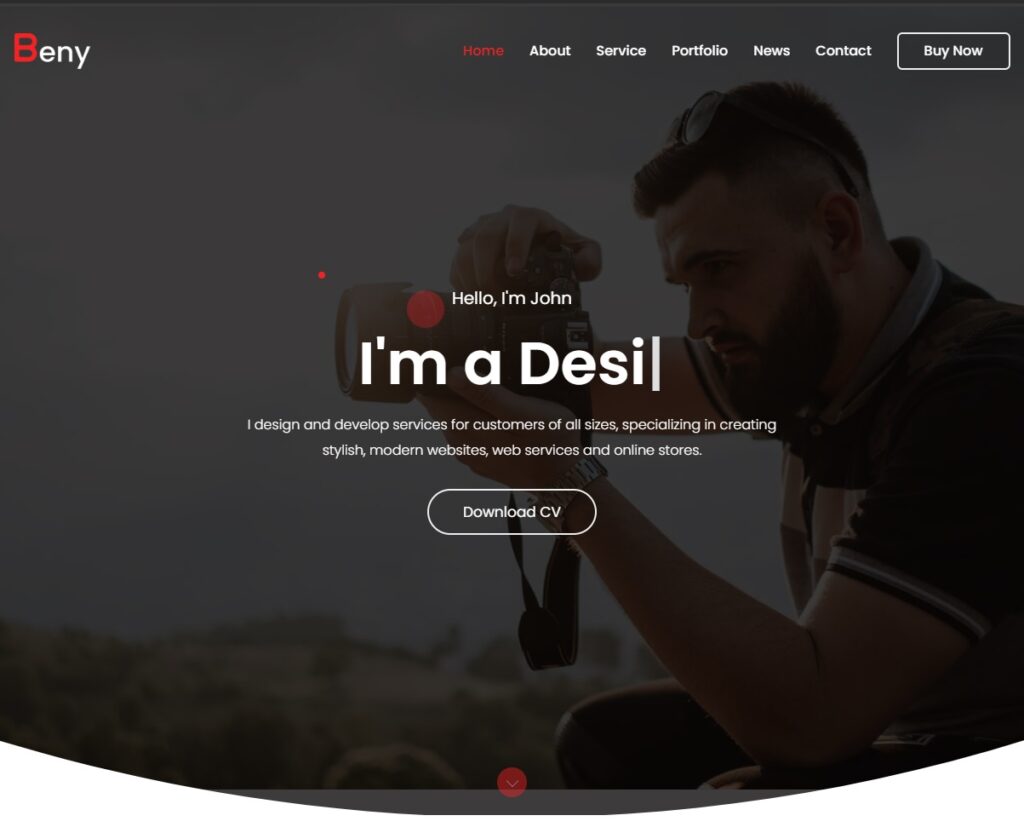 Beny
Home About Service Portfolio News Contact Buy Now
Hello, I'm John
I'm a Desi|
I design and develop services for customers of all sizes, specializing in creating
stylish, modern websites, web services and online stores.
Download CV